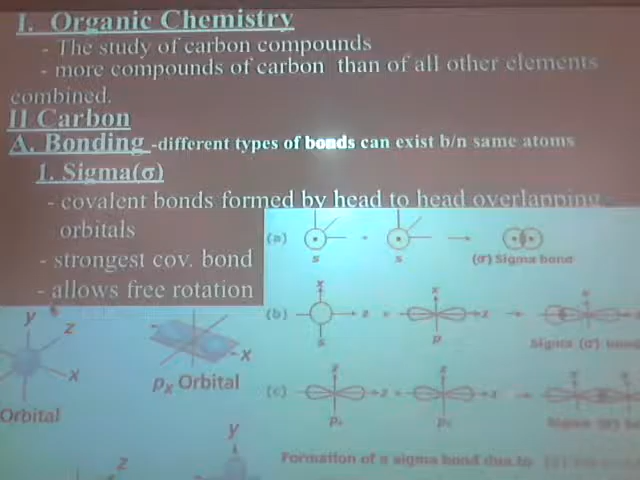 I. Organic Chemistry
- The study of carbon compounds
- more compounds of carbon than of all other elements
combined.
II Carbon
A. Bonding -different types of bonds can exist b/n same atoms
1. Sigma(σ)
- covalent bonds formed by head to head overlapping
orbitals
- strongest cov. bond
- allows free rotation
(a) s s (σ) Sigma bond
(b) x z s x z p Sigma (σ) bond
(c) z z
y z x
Orbital
x
Px Orbital
y
z
Formation of a sigma bond due to